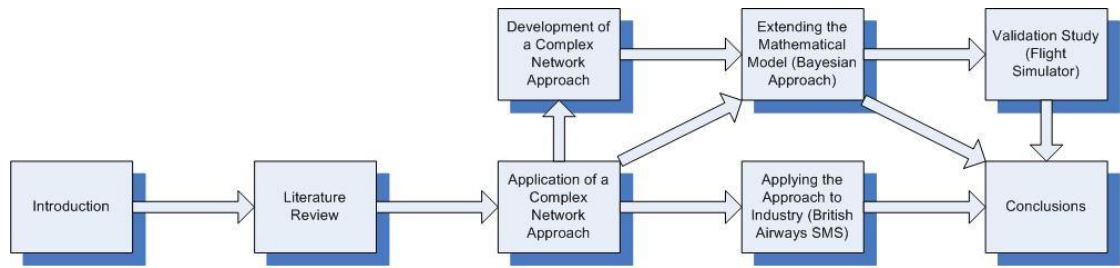 Development of
a Complex
Network
Approach
Extending the
Mathematical
Model (Bayesian
Approach)
Validation Study
(Flight
Simulator)
Introduction
Literature
Review
Application of a
Complex
Network
Approach
Applying the
Approach to
Industry (British
Airways SMS)
Conclusions